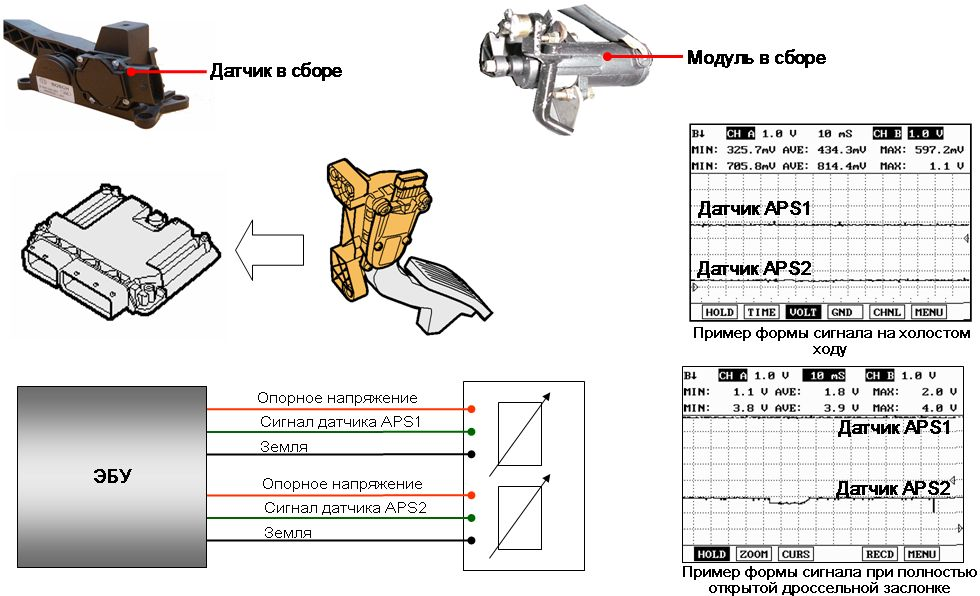 Датчик в сборе
Модуль в сборе
B↓ CH A 1.0 V 10 mS CH B 1.0 V
MIN: 325.7mV AVE: 434.3mV MAX: 597.2mV
MIN: 705.8mV AVE: 814.4mV MAX: 1.1 V
Датчик APS1
Датчик APS2
HOLD TIME VOLT GND CHNL MENU
Пример формы сигнала на холостом
ходу
B↓ CH A 1.0 V 10 mS CH B 1.0 V
MIN: 1.1 V AVE: 1.8 V MAX: 2.0 V
MIN: 3.8 V AVE: 3.9 V MAX: 4.0 V
Датчик APS1
Датчик APS2
HOLD ZOOM CURS RECD MENU
Пример формы сигнала при полностью
открытой дроссельной заслонке
ЭБУ
Опорное напряжение
Сигнал датчика APS1
Земля
Опорное напряжение
Сигнал датчика APS2
Земля